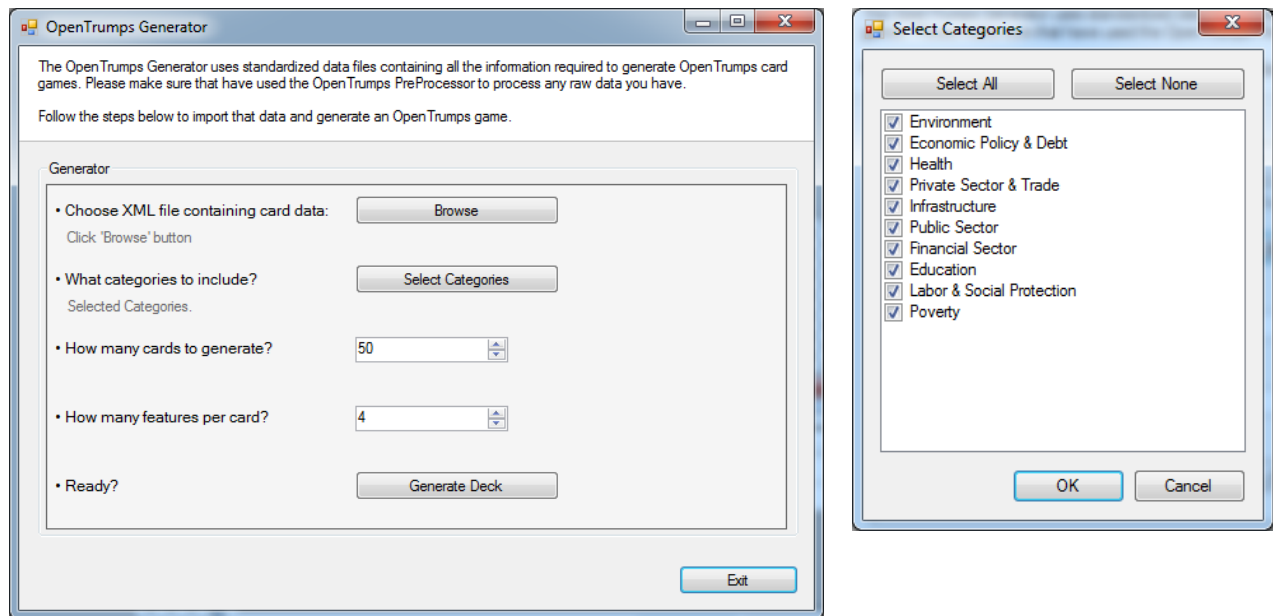 OpenTrumps Generator
The OpenTrumps Generator uses standardized data files containing all the information required to generate OpenTrumps card
games. Please make sure that have used the OpenTrumps PreProcessor to process any raw data you have.
Follow the steps below to import that data and generate an OpenTrumps game.
Generator
• Choose XML file containing card data:
Browse
Click 'Browse' button
• What categories to include?
Select Categories
Selected Categories.
• How many cards to generate?
50
• How many features per card?
4
• Ready?
Generate Deck
Exit
Select Categories
Select All
Select None
Environment
Economic Policy & Debt
Health
Private Sector & Trade
Infrastructure
Public Sector
Financial Sector
Education
Labor & Social Protection
Poverty
OK
Cancel